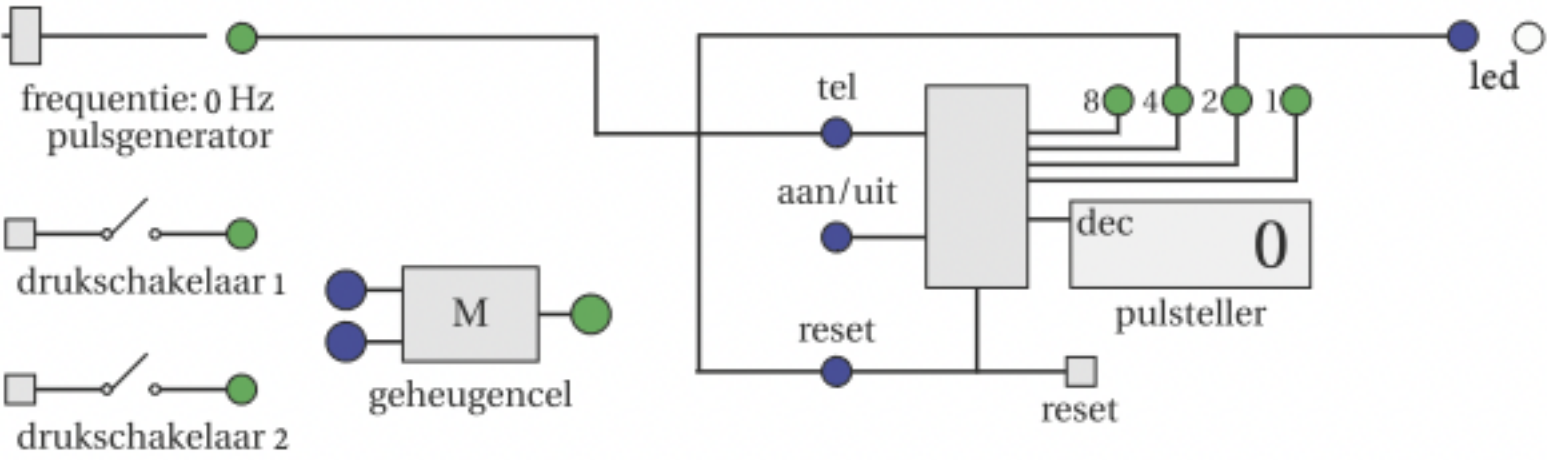 frequentie: 0 Hz
pulsgenerator
drukschakelaar 1
drukschakelaar 2
M
geheugencel
tel
aan/uit
reset
8 4 2 1
dec
0
pulsteller
reset
led